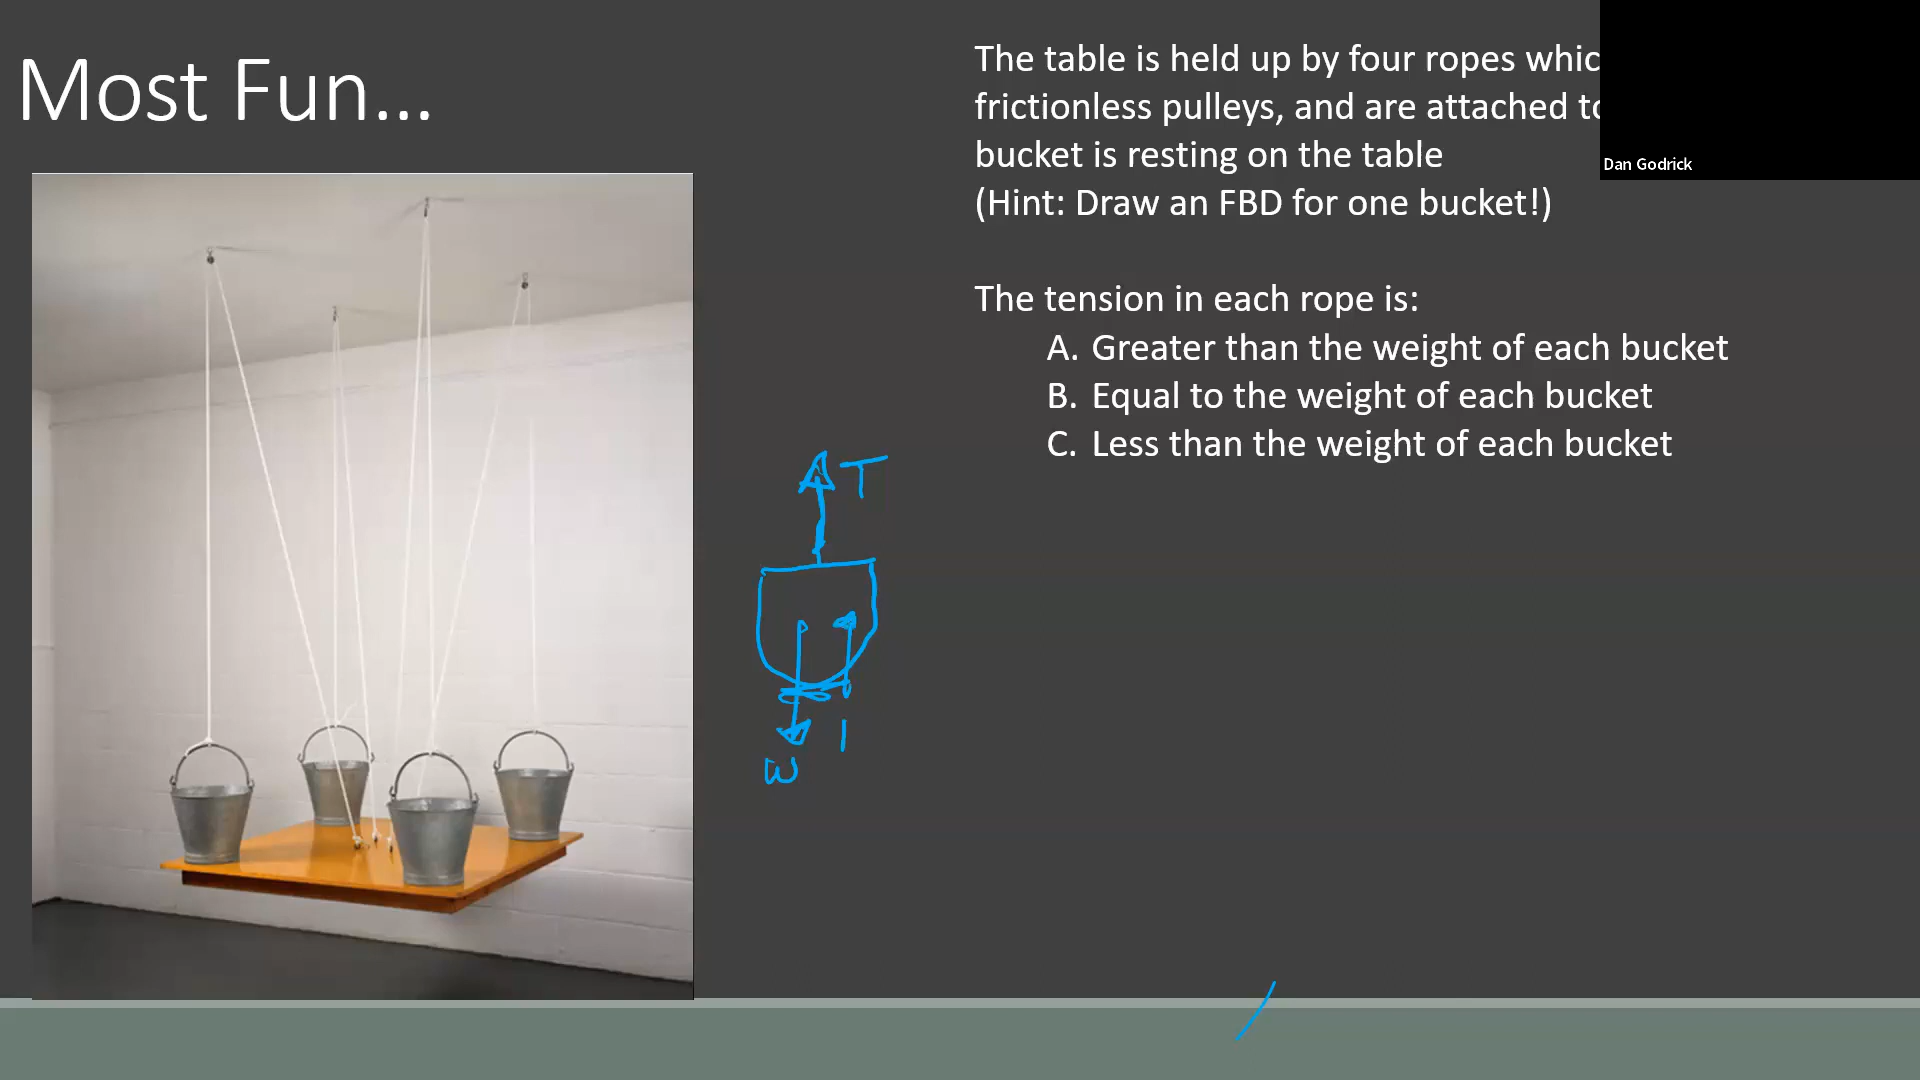 Most Fun...
The table is held up by four ropes
frictionless pulleys, and are attached
bucket is resting on the table
(Hint: Draw an FBD for one bucket!)
Dan Godrick
The tension in each rope is:
A. Greater than the weight of each bucket
B. Equal to the weight of each bucket
C. Less than the weight of each bucket
T
W